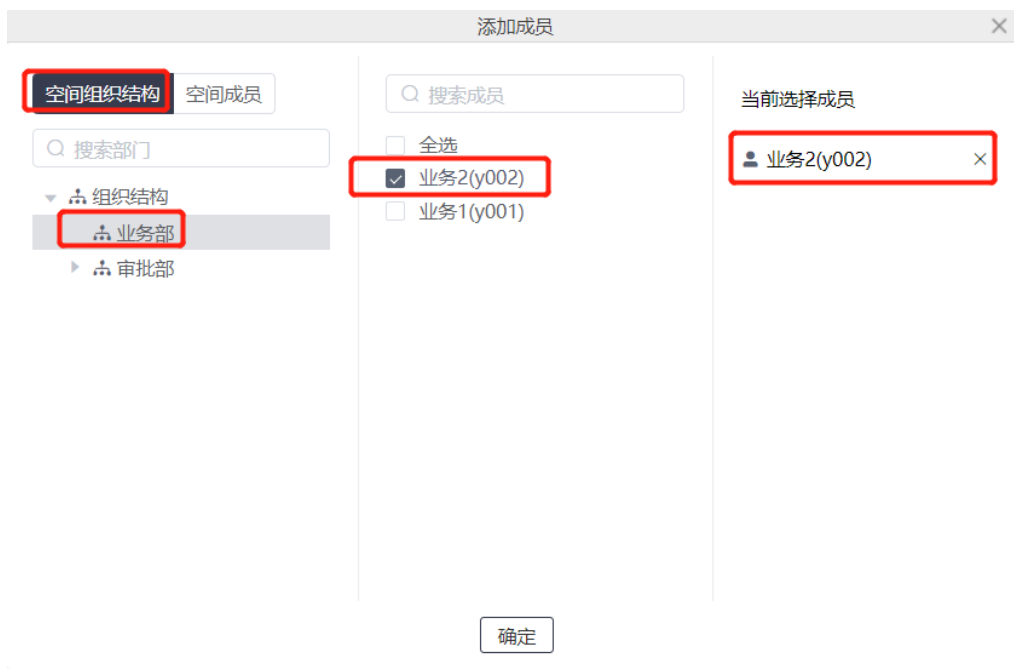 添加成员
空间组织结构 空间成员
搜索部门
组织结构
业务部
审批部
搜索成员
全选
业务2(y002)
业务1(y001)
当前选择成员
业务2(y002)
确定